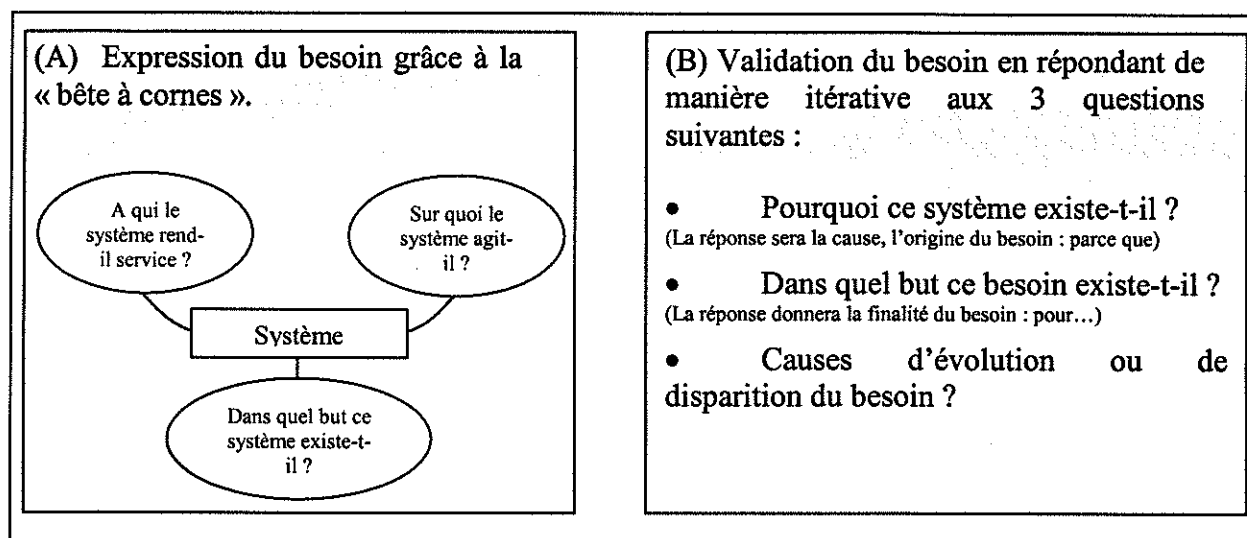 (A) Expression du besoin grâce à la
« bête à cornes ».
A qui le
système rend-
il service ?
Sur quoi le
système agit-
il ?
Système
Dans quel but ce
système existe-t-
il ?
(B) Validation du besoin en répondant de
manière itérative aux 3 questions
suivantes :
• Pourquoi ce système existe-t-il ?
(La réponse sera la cause, l'origine du besoin : parce que)
• Dans quel but ce besoin existe-t-il ?
(La réponse donnera la finalité du besoin : pour...)
• Causes d'évolution ou de
disparition du besoin ?